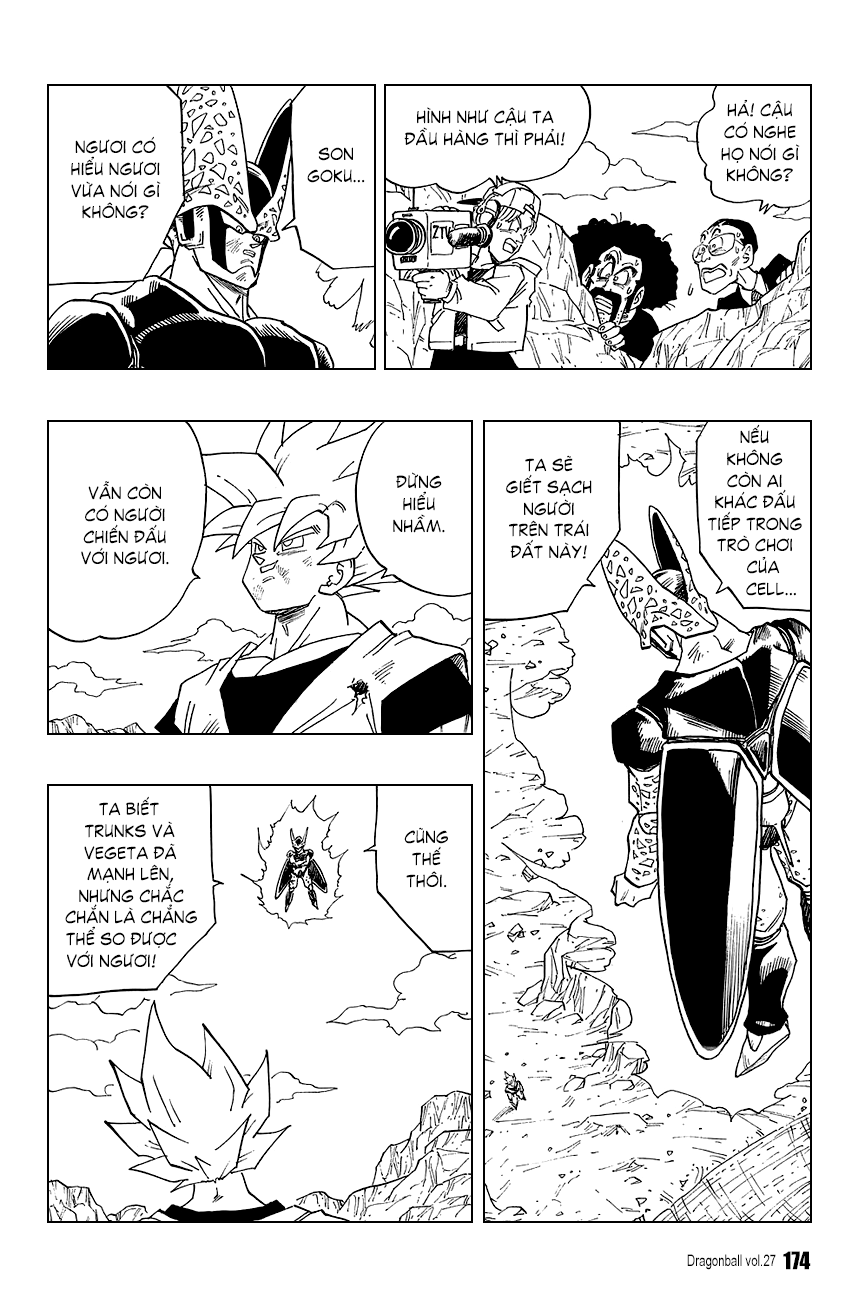 HẢ! CẬU
CÓ NGHE
HỌ NÓI GÌ
KHÔNG?
HÌNH NHƯ CẬU TA
ĐẦU HÀNG THÌ PHẢI!
ZTV
SON
GOKU...
NGƯƠI CÓ
HIỂU NGƯƠI
VỪA NÓI GÌ
KHÔNG?
NẾU
KHÔNG
CÒN AI
KHÁC ĐẤU
TIẾP TRONG
TRÒ CHƠI
CỦA
CELL...
TA SẼ
GIẾT SẠCH
NGƯỜI
TRÊN TRÁI
ĐẤT NÀY!
ĐỪNG
HIỂU
NHẦM.
VẪN CÒN
CÓ NGƯỜI
CHIẾN ĐẤU
VỚI NGƯƠI.
CŨNG
THẾ
THÔI.
TA BIẾT
TRUNKS VÀ
VEGETA ĐÃ
MẠNH LÊN,
NHƯNG CHẮC
CHẮN LÀ CHẲNG
THỂ SO ĐƯỢC
VỚI NGƯƠI!
Dragonball vol.27 174